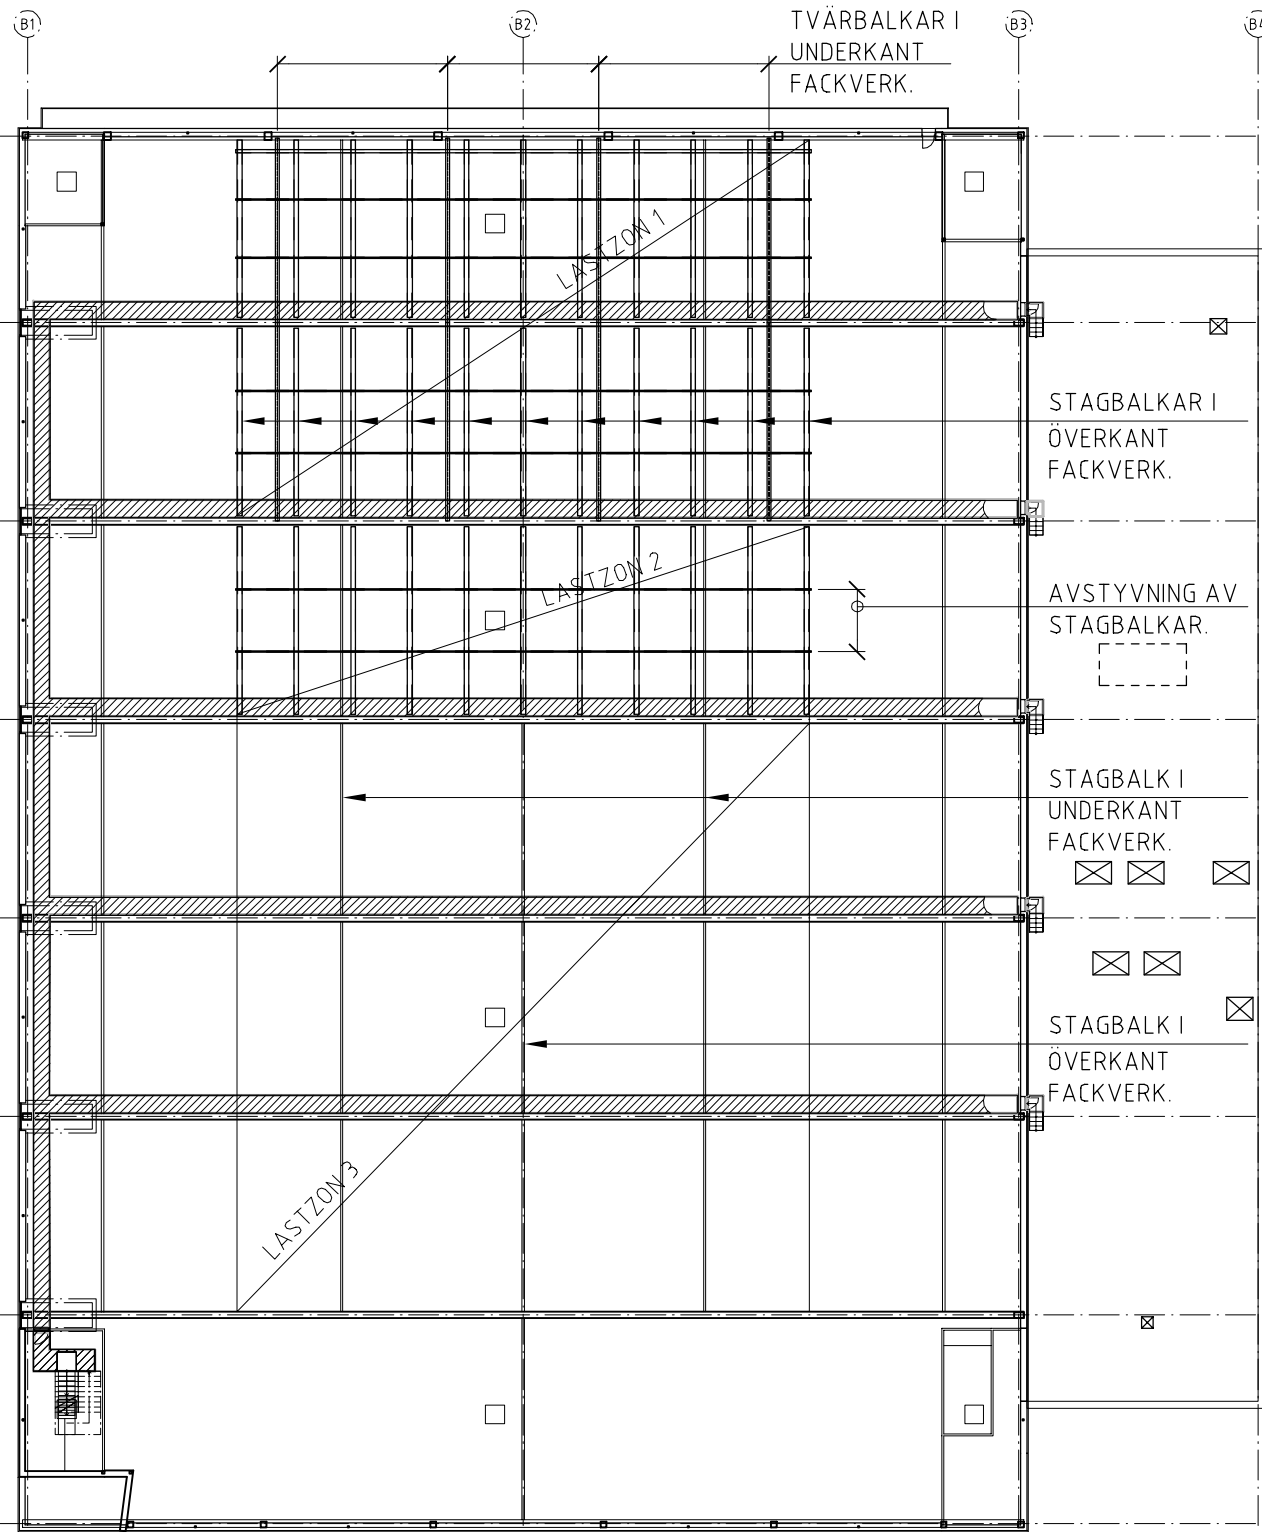 B1
B2
B3
B4
TVÄRBALKAR I
UNDERKANT
FACKVERK.
LASTZON 1
STAGBALKAR I
ÖVERKANT
FACKVERK.
LASTZON 2
AVSTYVNING AV
STAGBALKAR.
STAGBALK I
UNDERKANT
FACKVERK.
STAGBALK I
ÖVERKANT
FACKVERK.
LASTZON 3